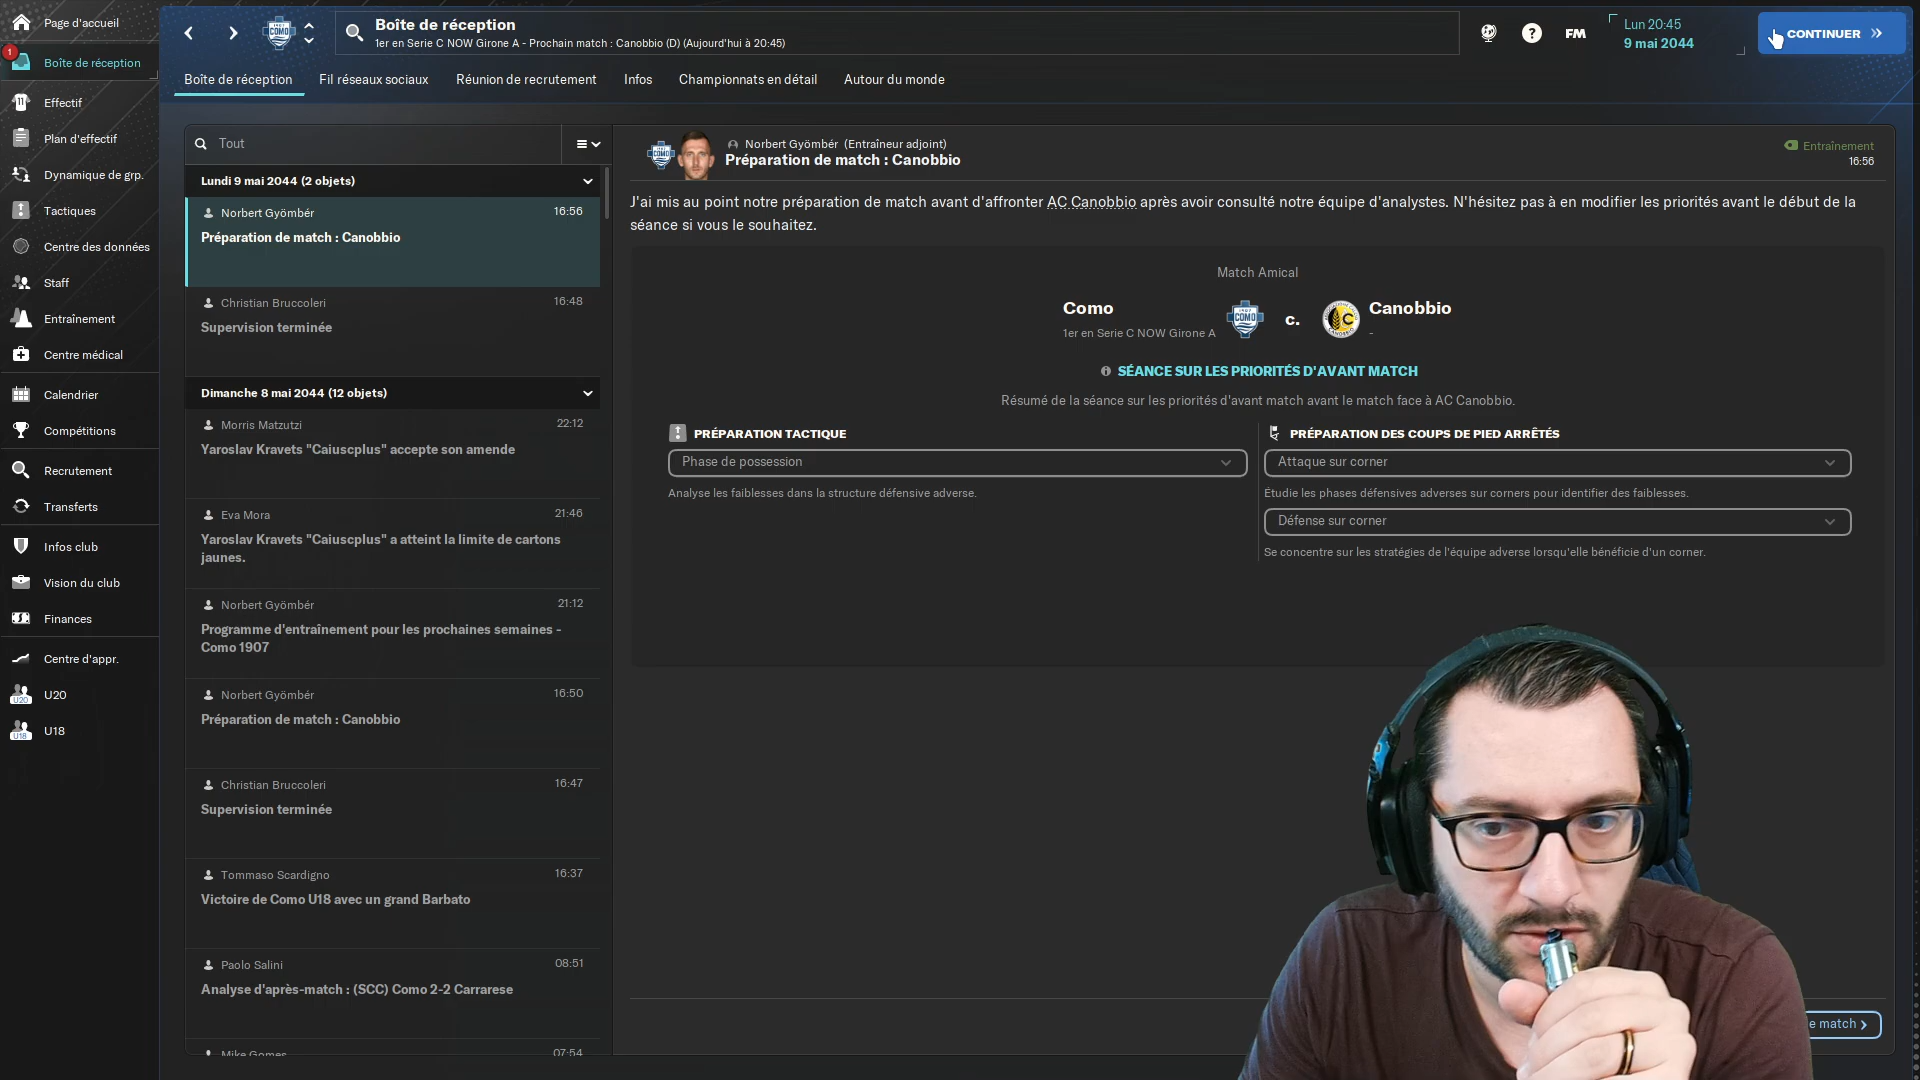 Page d'accueil
1
Boîte de réception
Effectif
Plan d'effectif
Dynamique de grp.
Tactiques
Centre des données
Staff
Entraînement
Centre médical
Calendrier
Compétitions
Recrutement
Transferts
Infos club
Vision du club
Finances
Centre d'appr.
U20
U18
Boîte de réception
1er en Serie C NOW Girone A - Prochain match : Canobbio (D) (Aujourd'hui à 20:45)
FM
Lun 20:45
9 mai 2044
CONTINUER
Boîte de réception
Fil réseaux sociaux
Réunion de recrutement
Infos
Championnats en détail
Autour du monde
Tout
Lundi 9 mai 2044 (2 objets)
Norbert Gyömbér 16:56
Préparation de match : Canobbio
Christian Bruccoleri 16:48
Supervision terminée
Dimanche 8 mai 2044 (12 objets)
Morris Matzutzi 22:12
Yaroslav Kravets "Caiuscplus" accepte son amende
Eva Mora 21:46
Yaroslav Kravets "Caiuscplus" a atteint la limite de cartons
jaunes.
Norbert Gyömbér 21:12
Programme d'entraînement pour les prochaines semaines -
Como 1907
Norbert Gyömbér 16:50
Préparation de match : Canobbio
Christian Bruccoleri 16:47
Supervision terminée
Tommaso Scardigno 16:37
Victoire de Como U18 avec un grand Barbato
Paolo Salini 08:51
Analyse d'après-match : (SCC) Como 2-2 Carrarese
Mike Gomes 07:54
Norbert Gyömbér (Entraîneur adjoint)
Préparation de match : Canobbio
Entraînement
16:56
J'ai mis au point notre préparation de match avant d'affronter AC Canobbio après avoir consulté notre équipe d'analystes. N'hésitez pas à en modifier les priorités avant le début de la
séance si vous le souhaitez.
Match Amical
Como
1er en Serie C NOW Girone A
COMO
c.
Canobbio
-
SÉANCE SUR LES PRIORITÉS D'AVANT MATCH
Résumé de la séance sur les priorités d'avant match avant le match face à AC Canobbio.
PRÉPARATION TACTIQUE
Phase de possession
Analyse les faiblesses dans la structure défensive adverse.
PRÉPARATION DES COUPS DE PIED ARRÊTÉS
Attaque sur corner
Étudie les phases défensives adverses sur corners pour identifier des faiblesses.
Défense sur corner
Se concentre sur les stratégies de l'équipe adverse lorsqu'elle bénéficie d'un corner.
e match